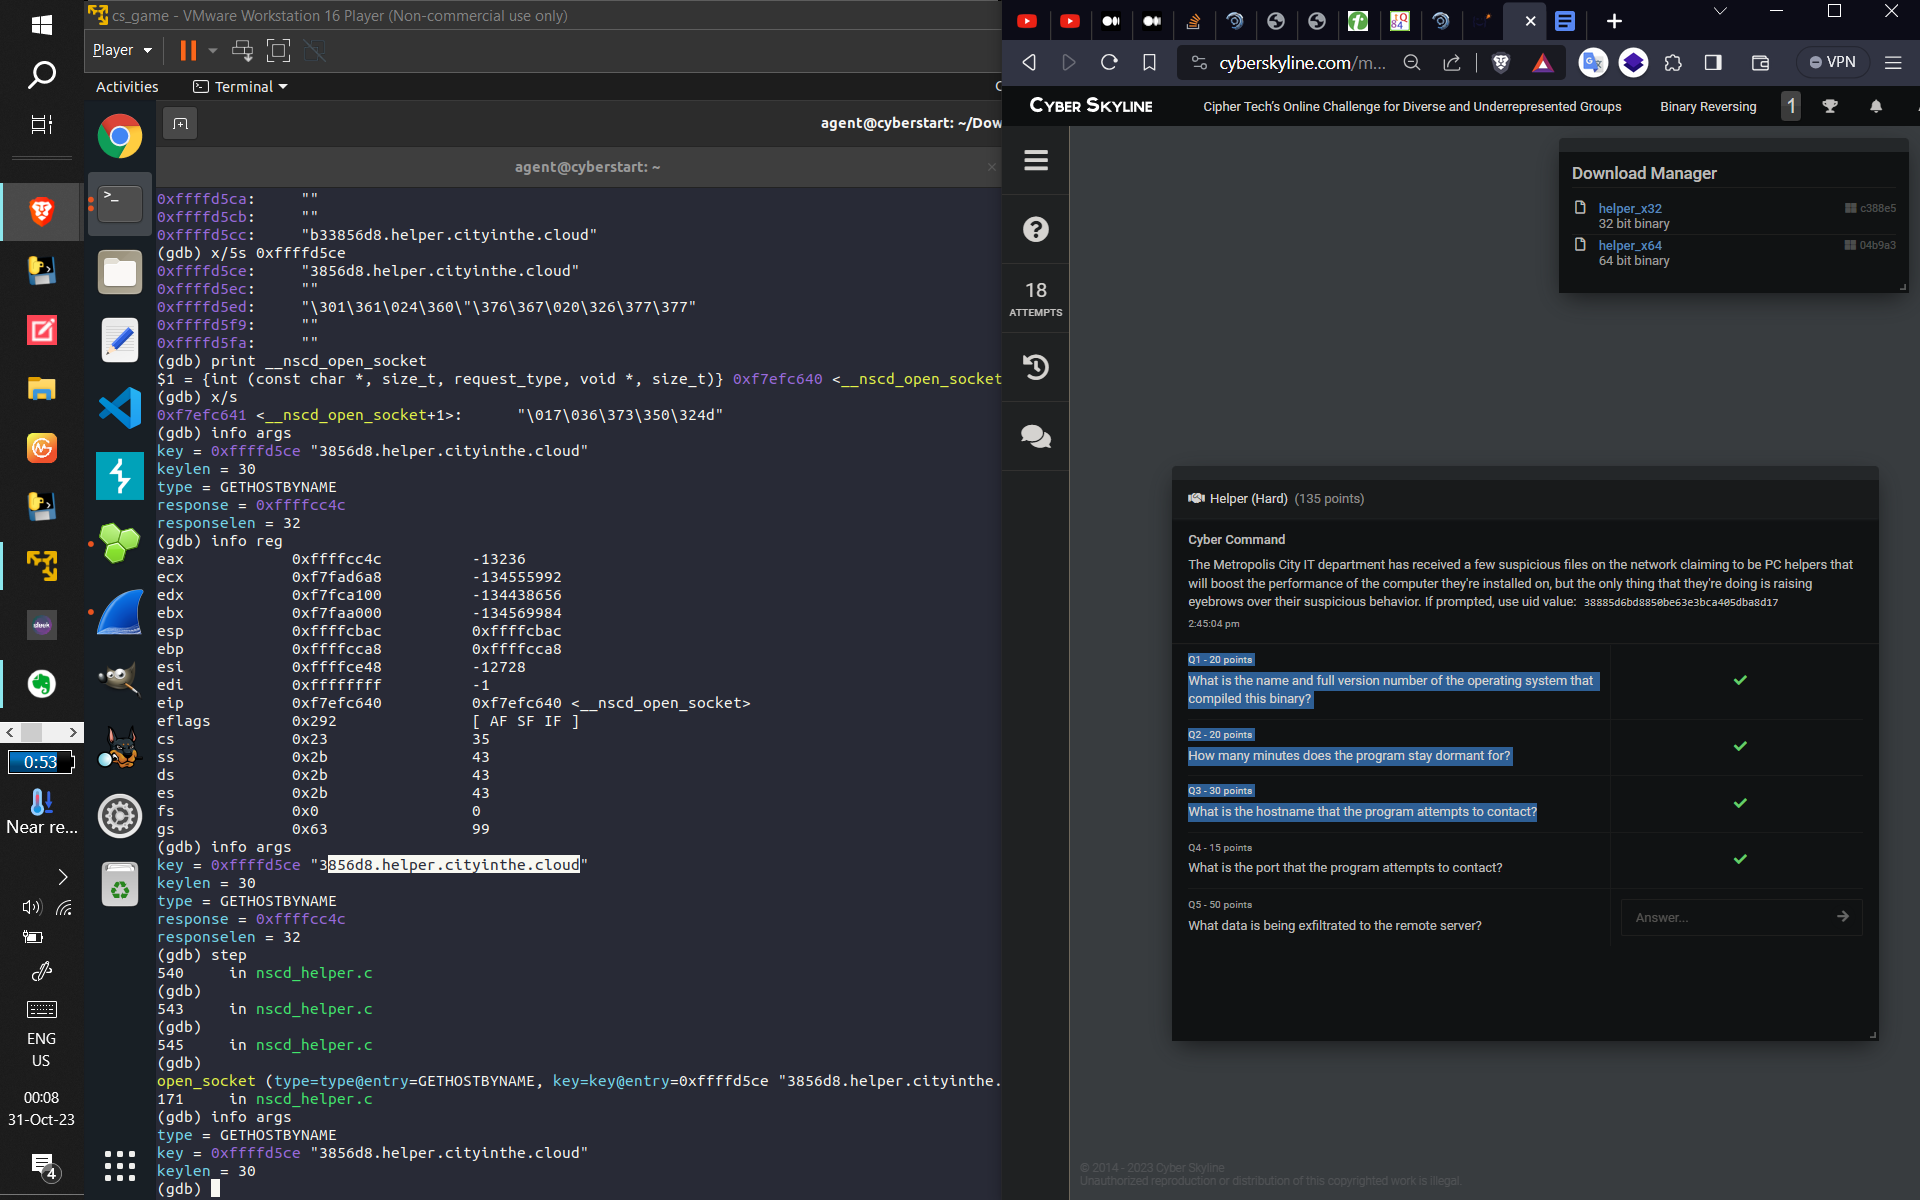 cs_game - VMware Workstation 16 Player (Non-commercial use only)
Player
Activities
Terminal
agent@cyberstart: ~/Dow
agent@cyberstart: ~
0xffffd5ca:     ""
0xffffd5cb:     ""
0xffffd5cc:     "b33856d8.helper.cityinthe.cloud"
(gdb) x/5s 0xffffd5ce
0xffffd5ce:     "3856d8.helper.cityinthe.cloud"
0xffffd5ec:     ""
0xffffd5ed:     "\301\361\024\360\"\376\367\020\326\377\377"
0xffffd5f9:     ""
0xffffd5fa:     ""
(gdb) print __nscd_open_socket
$1 = {int (const char *, size_t, request_type, void *, size_t)} 0xf7efc640 <__nscd_open_socket
(gdb) x/s
0xf7efc641 <__nscd_open_socket+1>:      "\017\036\373\350\324d"
(gdb) info args
key = 0xffffd5ce "3856d8.helper.cityinthe.cloud"
keylen = 30
type = GETHOSTBYNAME
response = 0xffffcc4c
responselen = 32
(gdb) info reg
eax            0xffffcc4c          -13236
ecx            0xf7fad6a8          -134555992
edx            0xf7fca100          -134438656
ebx            0xf7faa000          -134569984
esp            0xffffcbac          0xffffcbac
ebp            0xffffcca8          0xffffcca8
esi            0xffffce48          -12728
edi            0xffffffff          -1
eip            0xf7efc640          0xf7efc640 <__nscd_open_socket>
eflags         0x292               [ AF SF IF ]
cs             0x23                35
ss             0x2b                43
ds             0x2b                43
es             0x2b                43
fs             0x0                 0
gs             0x63                99
(gdb) info args
key = 0xffffd5ce "3856d8.helper.cityinthe.cloud"
keylen = 30
type = GETHOSTBYNAME
response = 0xffffcc4c
responselen = 32
(gdb) step
540     in nscd_helper.c
(gdb)
543     in nscd_helper.c
(gdb)
545     in nscd_helper.c
(gdb)
open_socket (type=type@entry=GETHOSTBYNAME, key=key@entry=0xffffd5ce "3856d8.helper.cityinthe.
171     in nscd_helper.c
(gdb) info args
type = GETHOSTBYNAME
key = 0xffffd5ce "3856d8.helper.cityinthe.cloud"
keylen = 30
(gdb)
0:53
Near re...
ENG
US
00:08
31-Oct-23
4
cyberskyline.com/m...
VPN
CYBER SKYLINE
Cipher Tech's Online Challenge for Diverse and Underrepresented Groups
Binary Reversing
1
18
ATTEMPTS
Download Manager
helper_x32
c388e5
32 bit binary
helper_x64
04b9a3
64 bit binary
Helper (Hard) (135 points)
Cyber Command
The Metropolis City IT department has received a few suspicious files on the network claiming to be PC helpers that
will boost the performance of the computer they're installed on, but the only thing that they're doing is raising
eyebrows over their suspicious behavior. If prompted, use uid value: 38885d6bd8850be63e3bca405dba8d17
2:45:04 pm
Q1 - 20 points
What is the name and full version number of the operating system that
compiled this binary?
Q2 - 20 points
How many minutes does the program stay dormant for?
Q3 - 30 points
What is the hostname that the program attempts to contact?
Q4 - 15 points
What is the port that the program attempts to contact?
Q5 - 50 points
What data is being exfiltrated to the remote server?
Answer...
© 2014 - 2023 Cyber Skyline
Unauthorized reproduction or distribution of this copyrighted work is illegal.